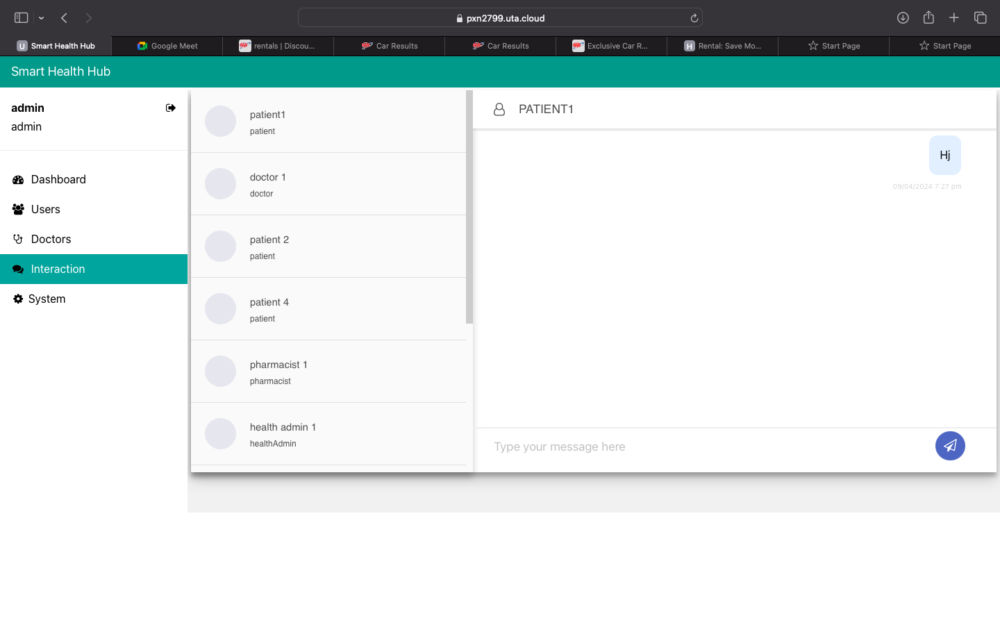 pxn2799.uta.cloud
U Smart Health Hub
Google Meet
rentals | Discou...
Car Results
Car Results
Exclusive Car R...
H Rental: Save Mo...
Start Page
Start Page
Smart Health Hub
admin
admin
Dashboard
Users
Doctors
Interaction
System
patient1
patient
doctor 1
doctor
patient 2
patient
patient 4
patient
pharmacist 1
pharmacist
health admin 1
healthAdmin
PATIENT1
Hj
09/04/2024 7:27 pm
Type your message here